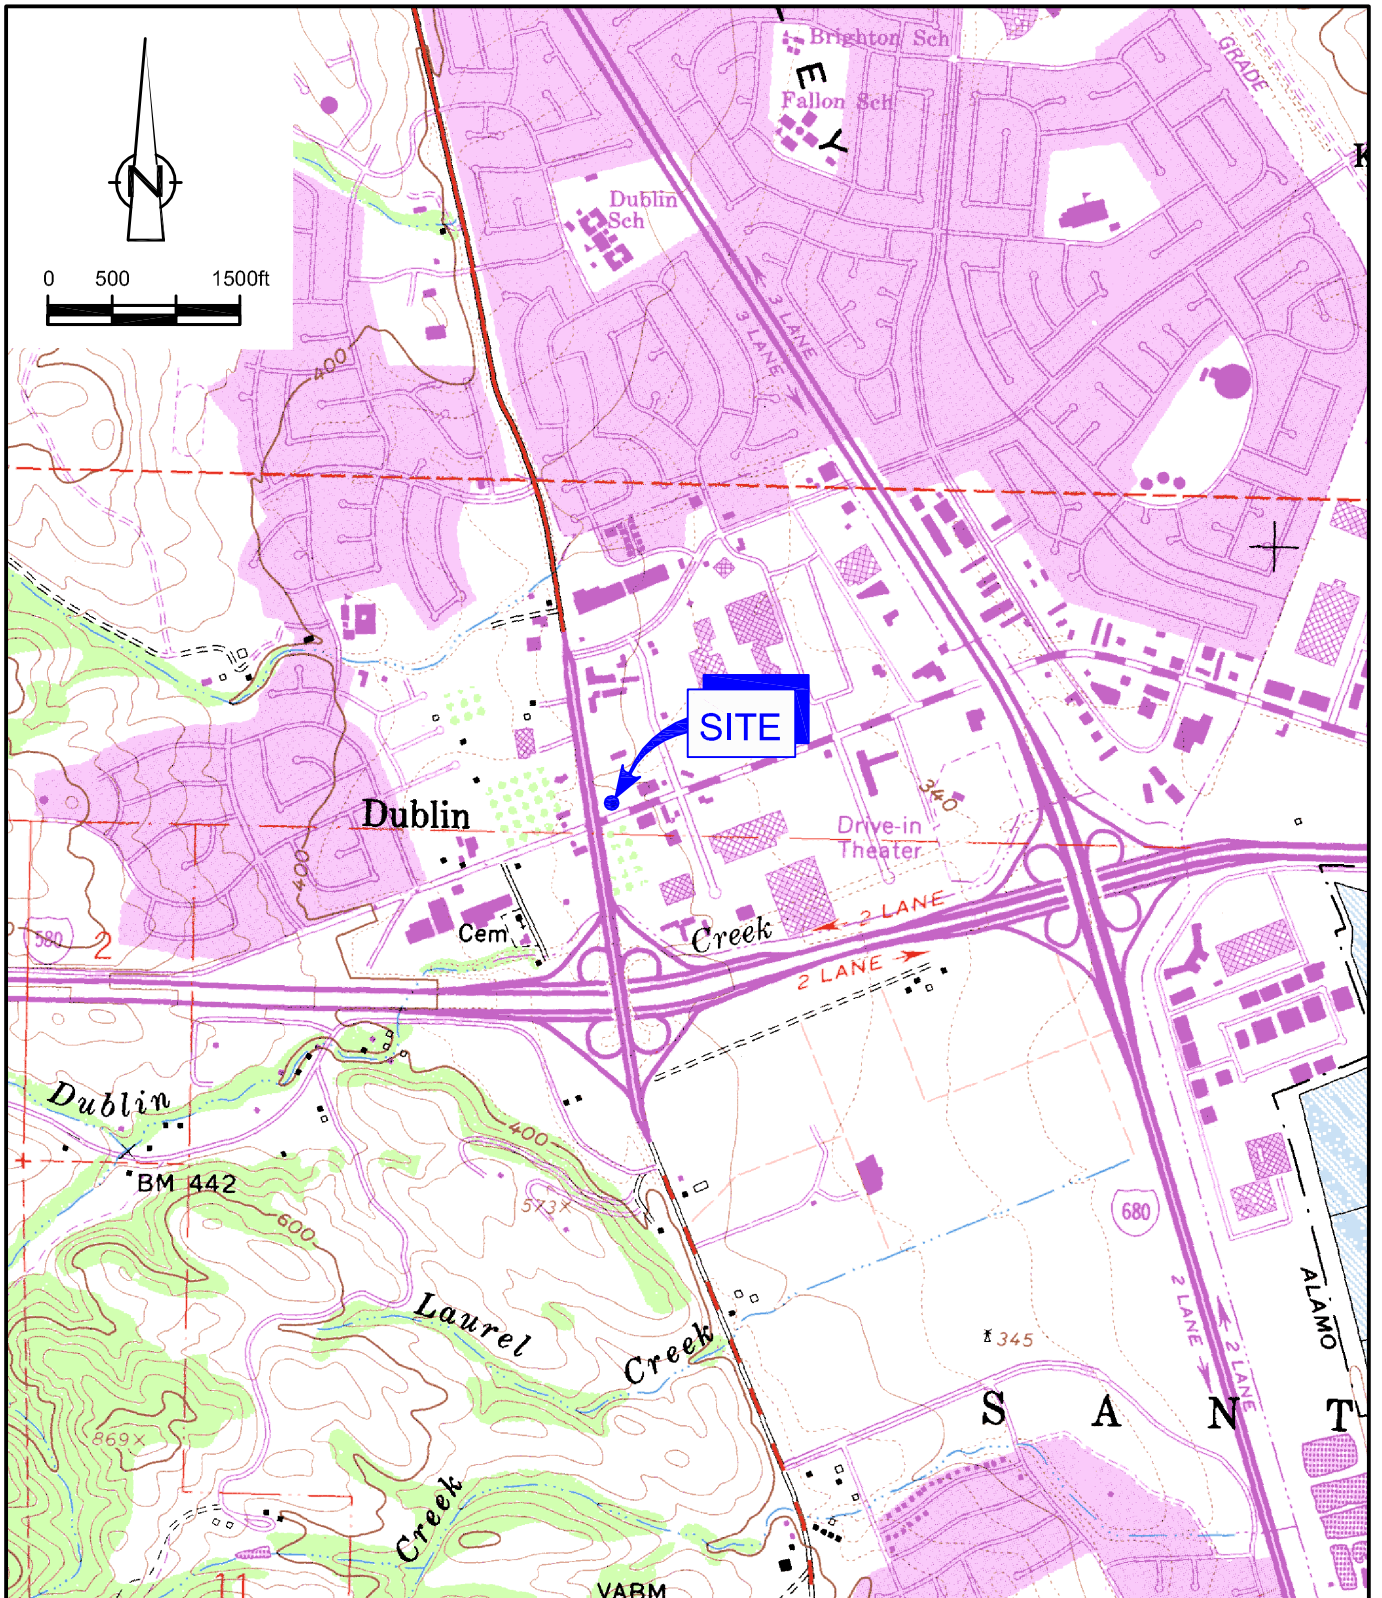 Brighton Sch
E
GRADE
Fallon Sch
Y
K
N
Dublin
Sch
0 500 1500ft
3 LANE
3 LANE
400
SITE
340
Dublin
Drive-in
Theater
400
2 LANE
580
2
Cem
Creek
2 LANE
Dublin
400
BM 442
573×
680
600
ALAMO
Laurel
2 LANE
Creek
345
2 LANE
S A N T
869×
Creek
11
VABM